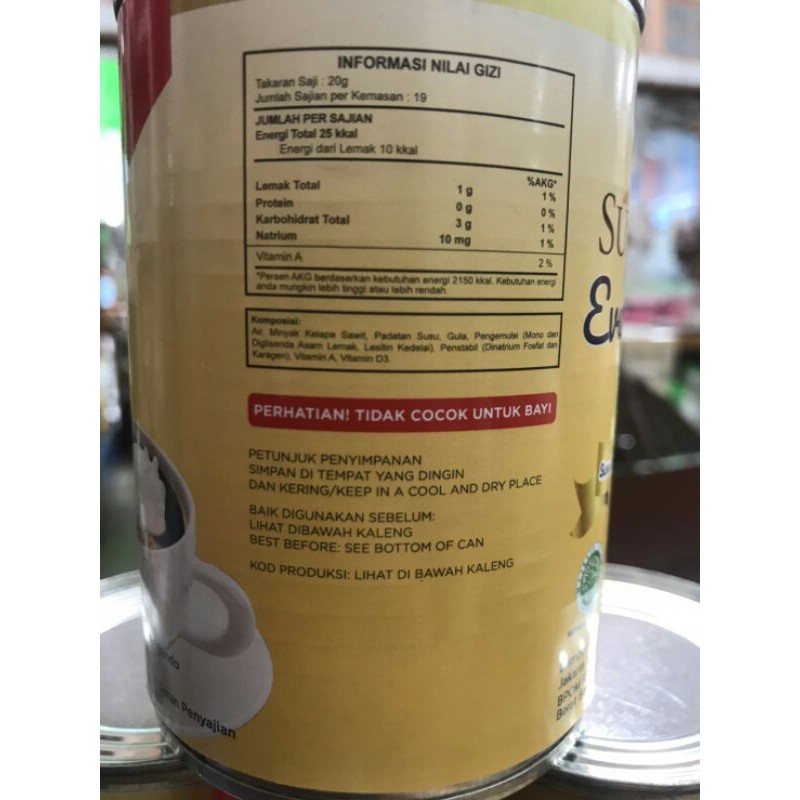 INFORMASI NILAI GIZI
Takaran Saji : 20g
Jumlah Sajian per Kemasan : 19
JUMLAH PER SAJIAN
Energi Total 25 kkal
Energi dari Lemak 10 kkal
%AKG*
Lemak Total 1 g 1 %
Protein 0 g 0 %
Karbohidrat Total 3 g 1 %
Natrium 10 mg 1 %
Vitamin A 2 %
*Persen AKG berdasarkan kebutuhan energi 2150 kkal. Kebutuhan energi
anda mungkin lebih tinggi atau lebih rendah.
Komposisi:
Air, Minyak Kelapa Sawit, Padatan Susu, Gula, Pengemulsi (Mono dan
Digliserida Asam Lemak, Lesitin Kedelai), Penstabil (Dinatrium Fosfat dan
Karagen), Vitamin A, Vitamin D3.
PERHATIAN! TIDAK COCOK UNTUK BAYI
PETUNJUK PENYIMPANAN
SIMPAN DI TEMPAT YANG DINGIN
DAN KERING/KEEP IN A COOL AND DRY PLACE
BAIK DIGUNAKAN SEBELUM:
LIHAT DIBAWAH KALENG
BEST BEFORE: SEE BOTTOM OF CAN
KOD PRODUKSI: LIHAT DI BAWAH KALENG
Penyajian